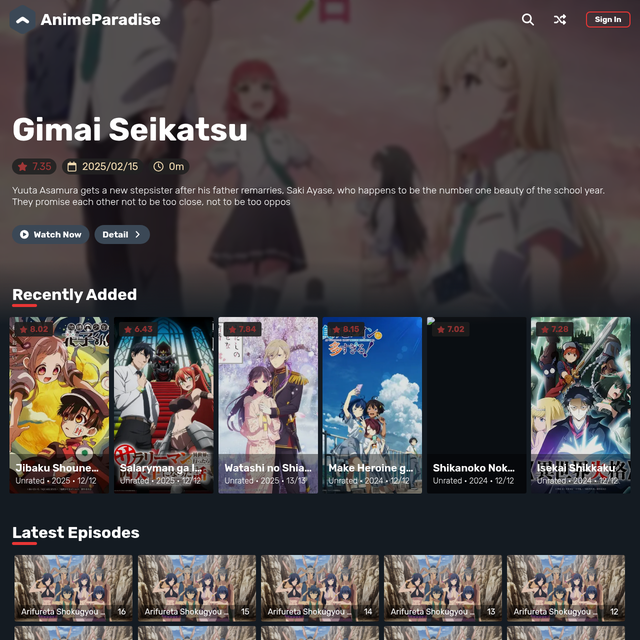 AnimeParadise
Sign In
Gimai Seikatsu
7.35
2025/02/15
0m
Yuuta Asamura gets a new stepsister after his father remarries, Saki Ayase, who happens to be the number one beauty of the school year.
They promise each other not to be too close, not to be too oppos
Watch Now
Detail
Recently Added
8.02
6.43
7.84
8.15
7.02
7.28
Jibaku Shoune...
Salaryman ga I...
Watashi no Shia...
Make Heroine g...
Shikanoko Nok...
Isekai Shikkaku
Unrated • 2025 • 12/12
Unrated • 2025 • 12/12
Unrated • 2025 • 13/13
Unrated • 2024 • 12/12
Unrated • 2024 • 12/12
Unrated • 2024 • 12/12
Latest Episodes
Arifureta Shokugyou ...
16
Arifureta Shokugyou ...
15
Arifureta Shokugyou ...
14
Arifureta Shokugyou ...
13
Arifureta Shokugyou ...
12